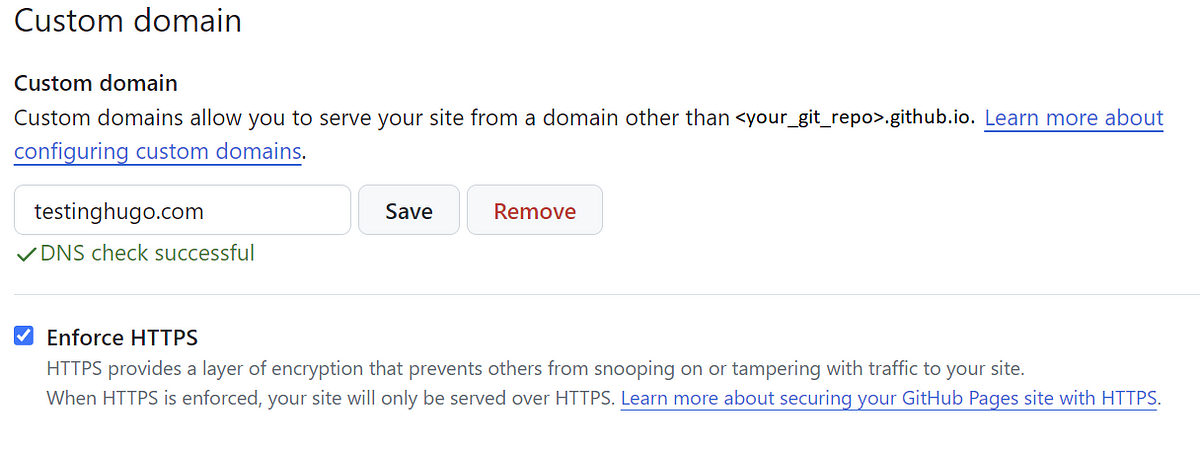 Custom domain
Custom domain
Custom domains allow you to serve your site from a domain other than <your_git_repo>.github.io. Learn more about
configuring custom domains.
testinghugo.com Save Remove
DNS check successful
Enforce HTTPS
HTTPS provides a layer of encryption that prevents others from snooping on or tampering with traffic to your site.
When HTTPS is enforced, your site will only be served over HTTPS. Learn more about securing your GitHub Pages site with HTTPS.